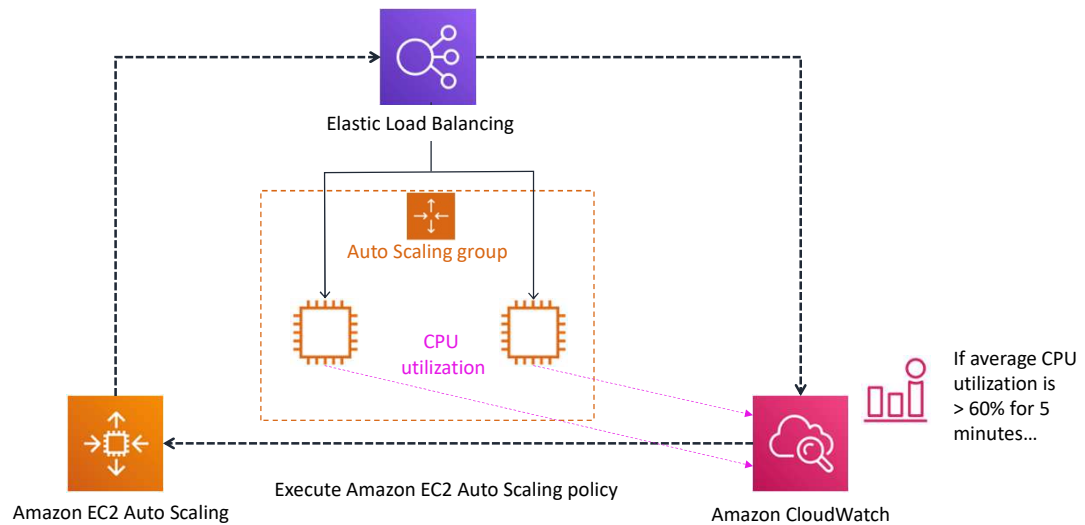 Elastic Load Balancing
Auto Scaling group
CPU
utilization
If average CPU
utilization is
> 60% for 5
minutes…
Execute Amazon EC2 Auto Scaling policy
Amazon EC2 Auto Scaling
Amazon CloudWatch